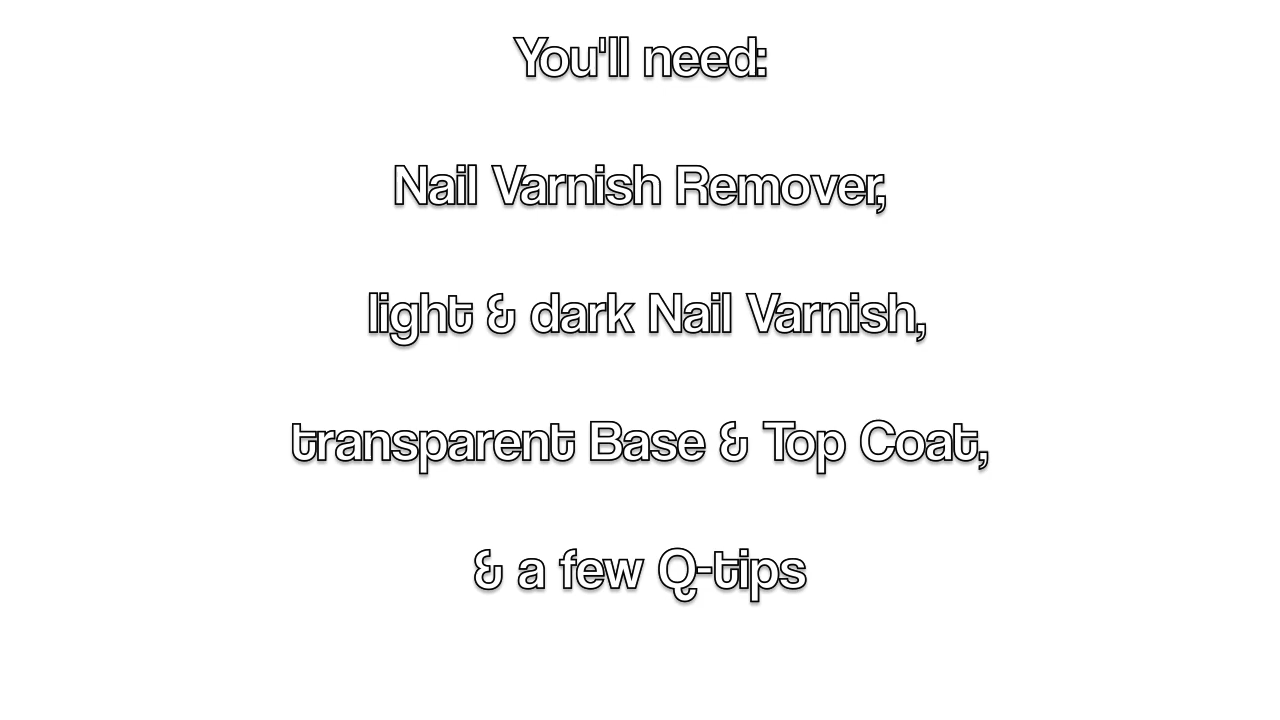 You'll need:
Nail Varnish Remover,
light & dark Nail Varnish,
transparent Base & Top Coat,
& a few Q-tips